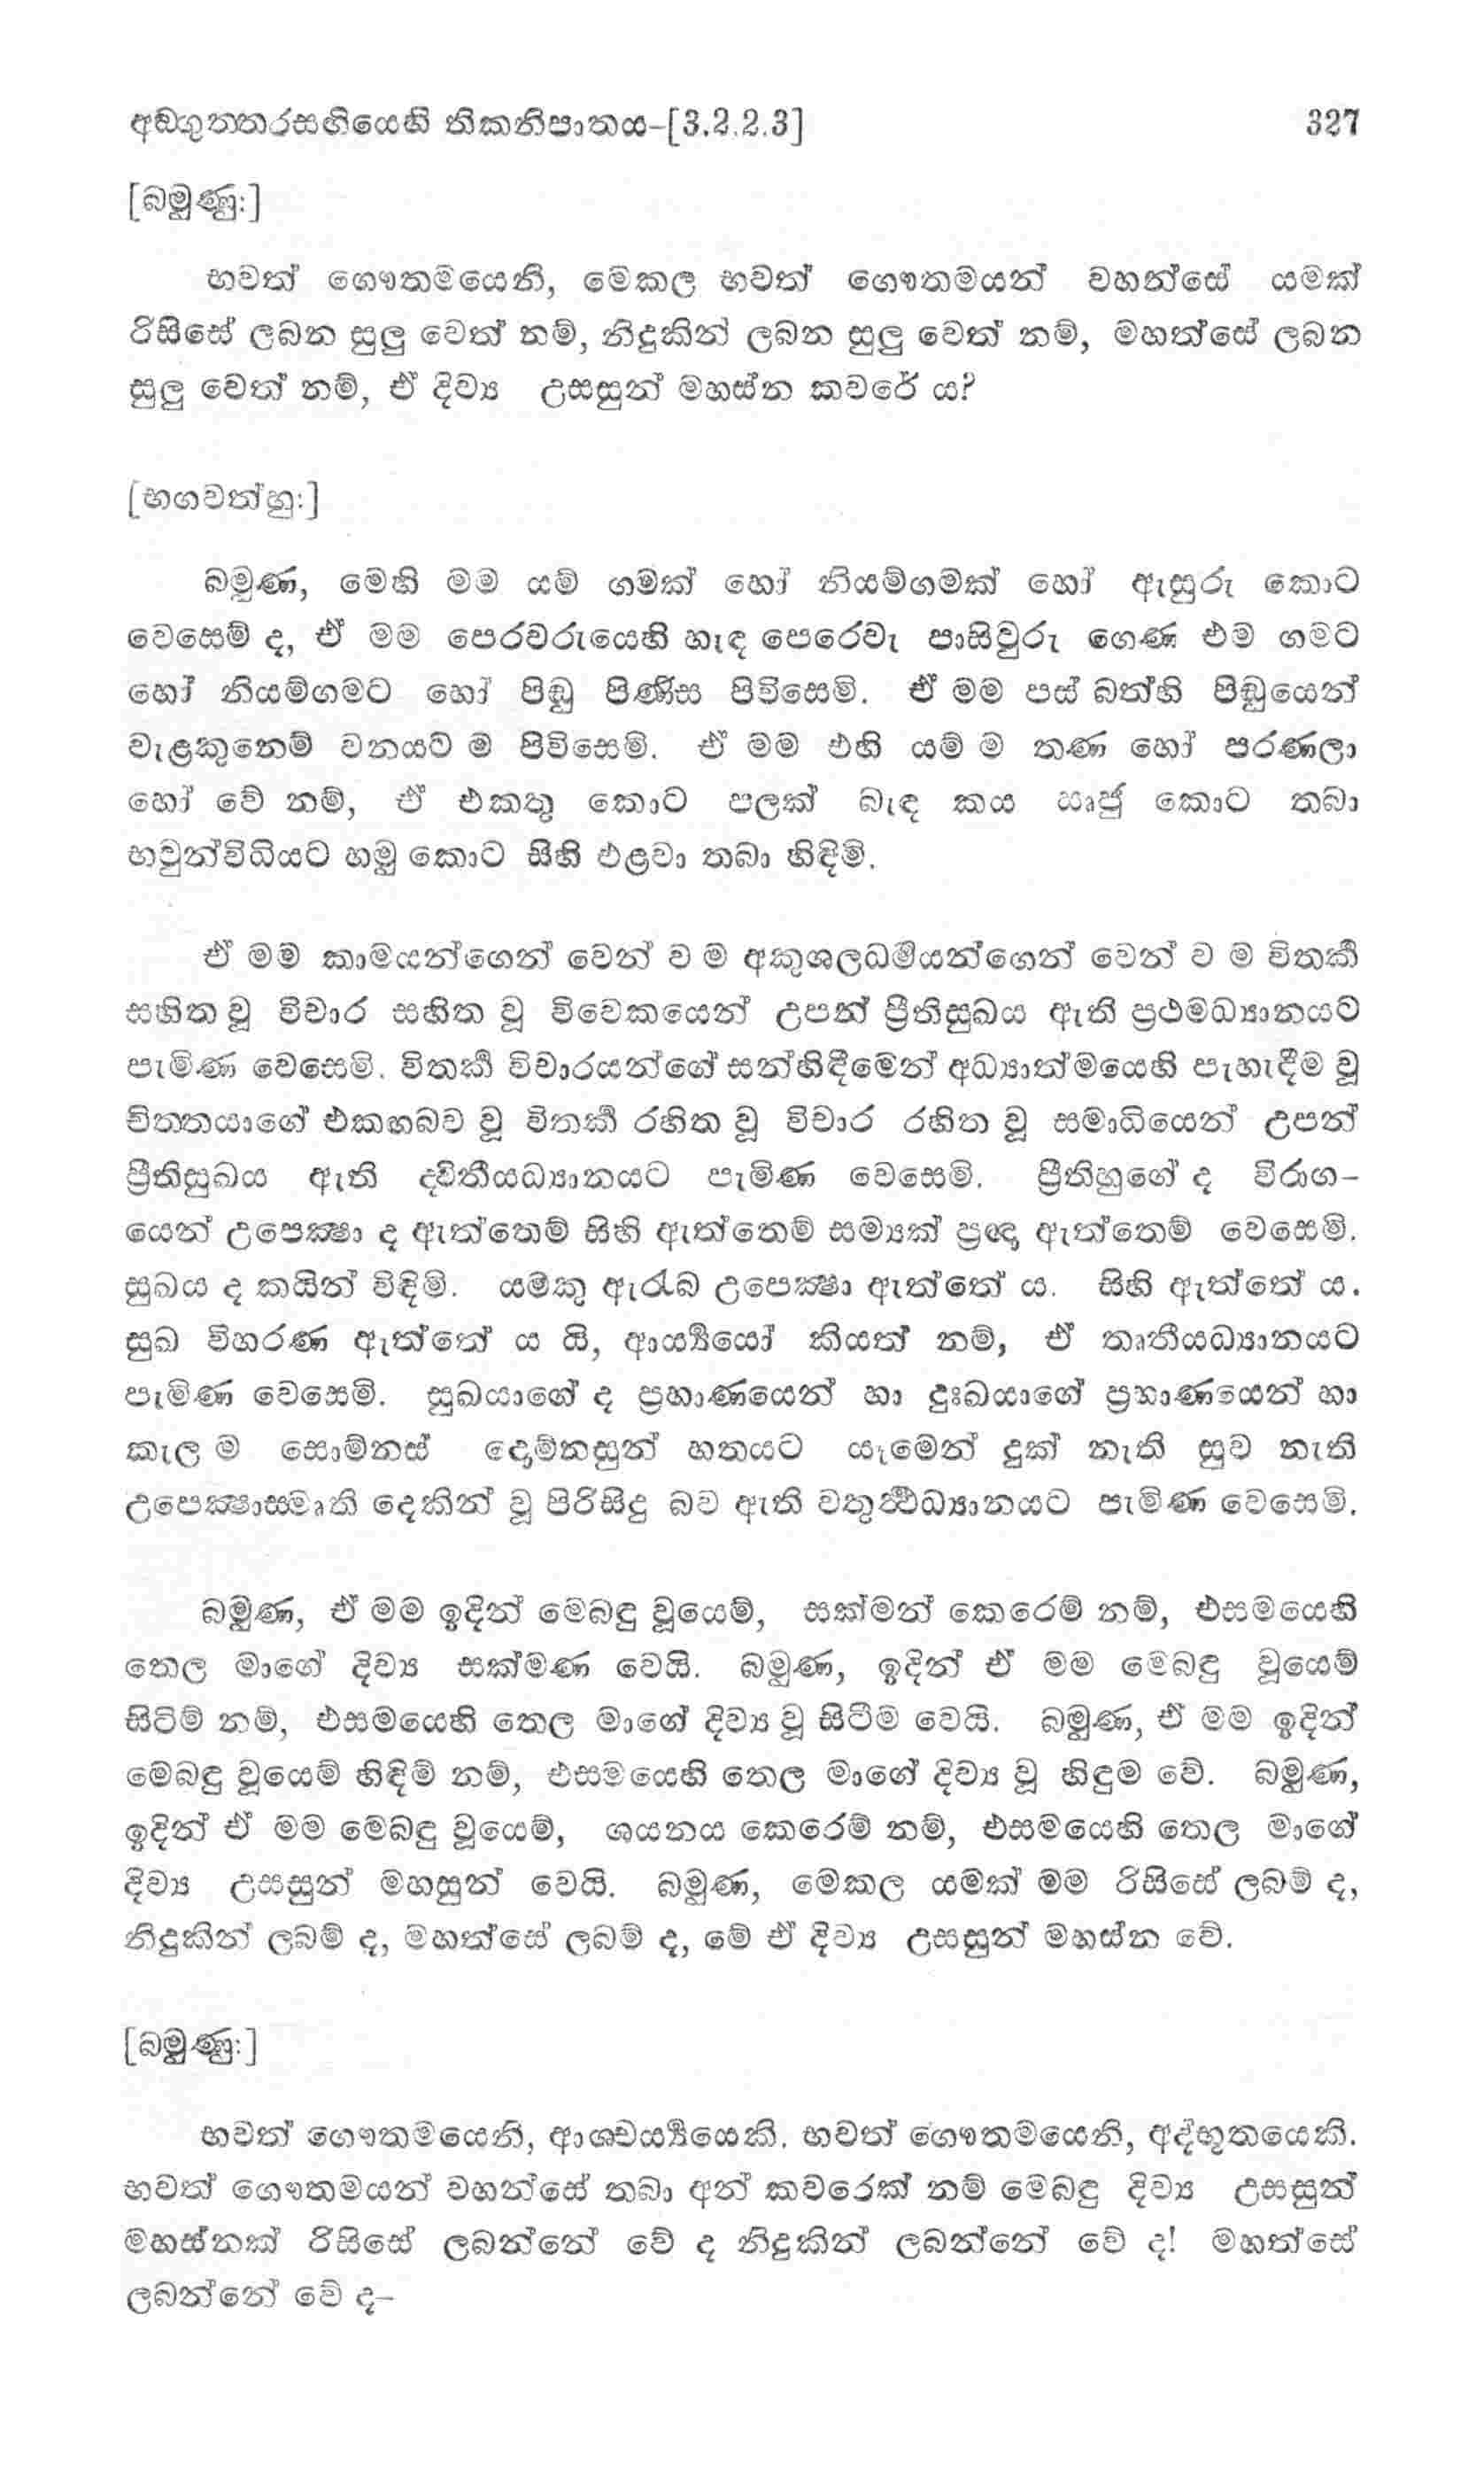 අඞගුත්තරසඟියෙහි තිකනිපාතය–[3.2.2.3] 327
[බමුණු:]
භවත් ගෞතමයෙනි, මෙකල භවත් ගෞතමයන් වහන්සේ යමක්
රිසිසේ ලබන සුලු වෙත් නම්, නිදුකින් ලබන සුලු වෙත් නම්, මහත්සේ ලබන
සුලු වෙත් නම්, ඒ දිව්‍ය උසසුන් මහස්න කවරේ ය?
[භගවත්හු:]
බමුණ, මෙහි මම යම් ගමක් හෝ නියම්ගමක් හෝ ඇසුරු කොට
වෙසෙම් ද, ඒ මම පෙරවරුයෙහි හැඳ පෙරෙවැ පාසිවුරු ගෙණ එම ගමට
හෝ නියම්ගමට හෝ පිඬු පිණිස පිවිසෙමි. ඒ මම පස් බත්හි පිඬුයෙන්
වැළකුනෙම් වනයට ම පිවිසෙමි. ඒ මම එහි යම් ම තණ හෝ පරණලා
හෝ වේ නම්, ඒ එකතු කොට පලක් බැඳ කය ඍජු කොට තබා
භවුන්විධියට හමු කොට සිහි එළවා තබා හිඳිමි.
ඒ මම කාමයන්ගෙන් වෙන් ව ම අකුශලධර්මයන්ගෙන් වෙන් ව ම විතර්ක
සහිත වූ විචාර සහිත වූ විවෙකයෙන් උපන් ප්‍රීතිසුඛය ඇති ප්‍රථමධ්‍යානයට
පැමිණ වෙසෙමි. විතර්ක විචාරයන්ගේ සන්හිඳීමෙන් අධ්‍යාත්මයෙහි පැහැදීම වූ
චිත්තයාගේ එකඟබව වූ විතර්ක රහිත වූ විචාර රහිත වූ සමාධියෙන් උපන්
ප්‍රීතිසුඛය ඇති ද්විතීයධ්‍යානයට පැමිණ වෙසෙමි. ප්‍රීතිහුගේ ද විරාග–
යෙන් උපෙක්‍ෂා ද ඇත්තෙම් සිහි ඇත්තෙම් සම්‍යක් ප්‍රඥා ඇත්තෙම් වෙසෙමි.
සුඛය ද කයින් විඳිමි. යමකු ඇරැබ උපෙක්‍ෂා ඇත්තේ ය. සිහි ඇත්තේ ය.
සුඛ විහරණ ඇත්තේ ය යි, ආර්‍ය්‍යයෝ කියත් නම්, ඒ තෘතීයධ්‍යානයට
පැමිණ වෙසෙමි. සුඛයාගේ ද ප්‍රහාණයෙන් හා දුඃඛයාගේ ප්‍රහාණයෙන් හා
කැල ම සොම්නස් දොම්නසුන් හතයට යෑමෙන් දුක් නැති සුව නැති
උපෙක්‍ෂාස්මෘති දෙකින් වූ පිරිසිදු බව ඇති චතුර්ත්‍ථධ්‍යානයට පැමිණ වෙසෙමි.
බමුණ, ඒ මම ඉදින් මෙබඳු වූයෙම්, සක්මන් කෙරෙම් නම්, එසමයෙහි
තෙල මාගේ දිව්‍ය සක්මණ වෙයි. බමුණ, ඉදින් ඒ මම මෙබඳු වූයෙම්
සිටිම් නම්, එසමයෙහි තෙල මාගේ දිව්‍ය වූ සිටීම වෙයි. බමුණ, ඒ මම ඉදින්
මෙබඳු වූයෙම් හිඳිම් නම්, එසමයෙහි තෙල මාගේ දිව්‍ය වූ හිඳුම වේ. බමුණ,
ඉදින් ඒ මම මෙබඳු වූයෙම්, ශයනය කෙරෙම් නම්, එසමයෙහි තෙල මාගේ
දිව්‍ය උසසුන් මහසුන් වෙයි. බමුණ, මෙකල යමක් මම රිසිසේ ලබම් ද,
නිදුකින් ලබම් ද, මහත්සේ ලබම් ද, මේ ඒ දිව්‍ය උසසුන් මහස්න වේ.
[බමුණු:]
භවත් ගෞතමයෙනි, ආශචර්‍ය්‍යයෙකි. භවත් ගෞතමයෙනි, අද්භූතයෙකි.
භවත් ගෞතමයන් වහන්සේ තබා අන් කවරෙක් නම් මෙබඳු දිව්‍ය උසසුන්
මහස්නක් රිසිසේ ලබන්නේ වේ ද නිදුකින් ලබන්නේ වේ ද! මහත්සේ
ලබන්නේ වේ ද–